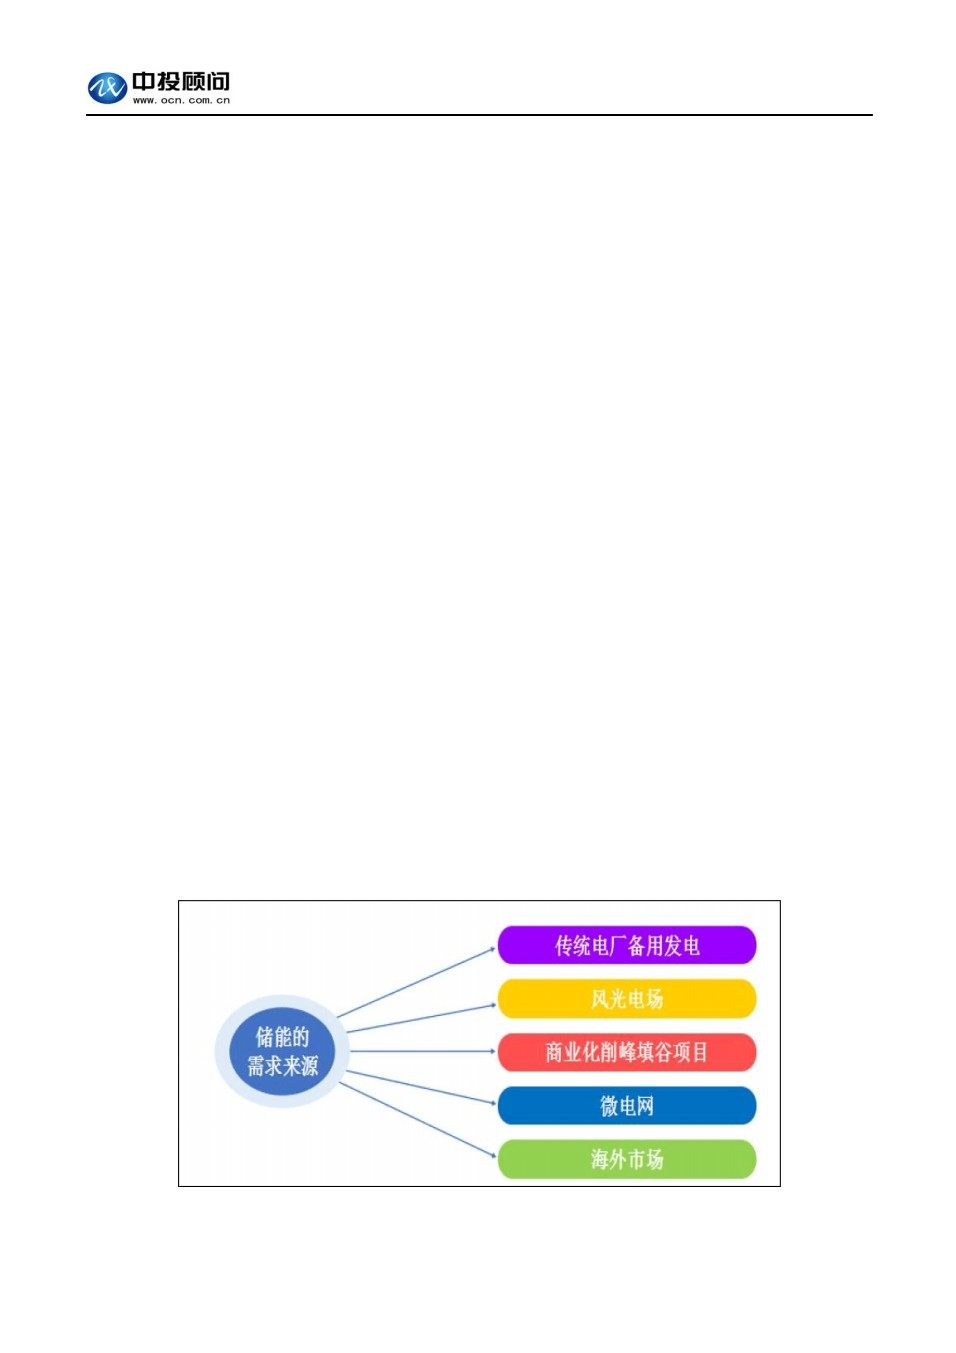 中投顾问
www.ocn.com.cn
传统电厂备用发电
风光电场
储能的
需求来源
商业化削峰填谷项目
微电网
海外市场